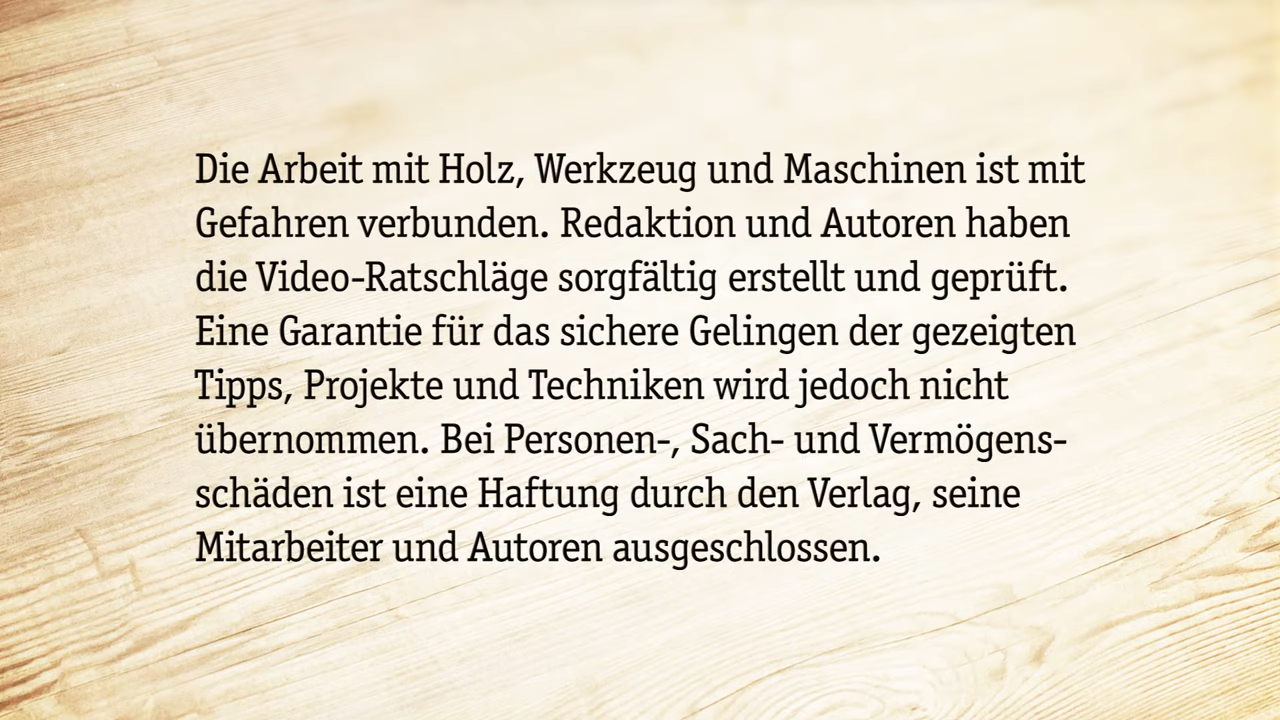 Die Arbeit mit Holz, Werkzeug und Maschinen ist mit
Gefahren verbunden. Redaktion und Autoren haben
die Video-Ratschläge sorgfältig erstellt und geprüft.
Eine Garantie für das sichere Gelingen der gezeigten
Tipps, Projekte und Techniken wird jedoch nicht
übernommen. Bei Personen-, Sach- und Vermögens-
schäden ist eine Haftung durch den Verlag, seine
Mitarbeiter und Autoren ausgeschlossen.